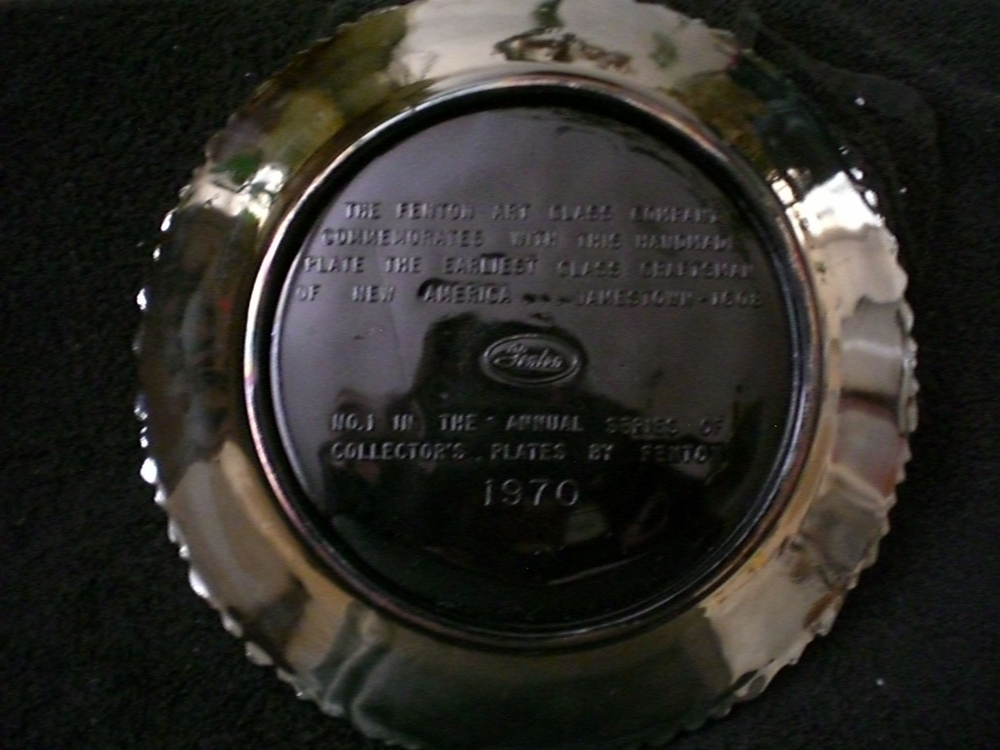 THE FENTON ART GLASS COMPANY
COMMEMORATES WITH THIS HANDMADE
PLATE THE EARLIEST GLASS CRAFTSMAN
OF NEW AMERICA -- JAMESTOWN-1608
Fenton
NO.1 IN THE ANNUAL SERIES OF
COLLECTOR'S PLATES BY FENTON
1970